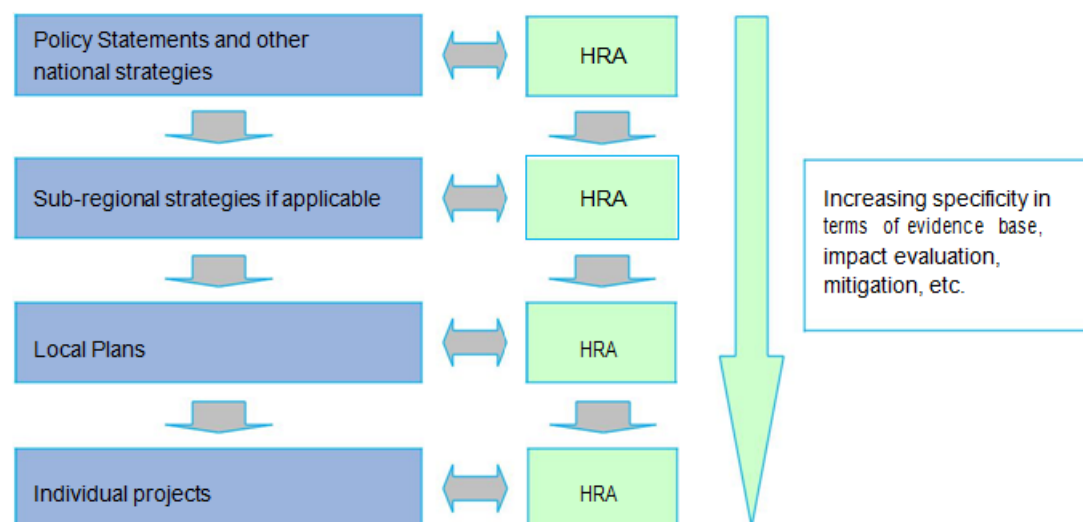 Policy Statements and other
national strategies
HRA
Sub-regional strategies if applicable
HRA
Increasing specificity in
terms of evidence base,
impact evaluation,
mitigation, etc.
Local Plans
HRA
Individual projects
HRA